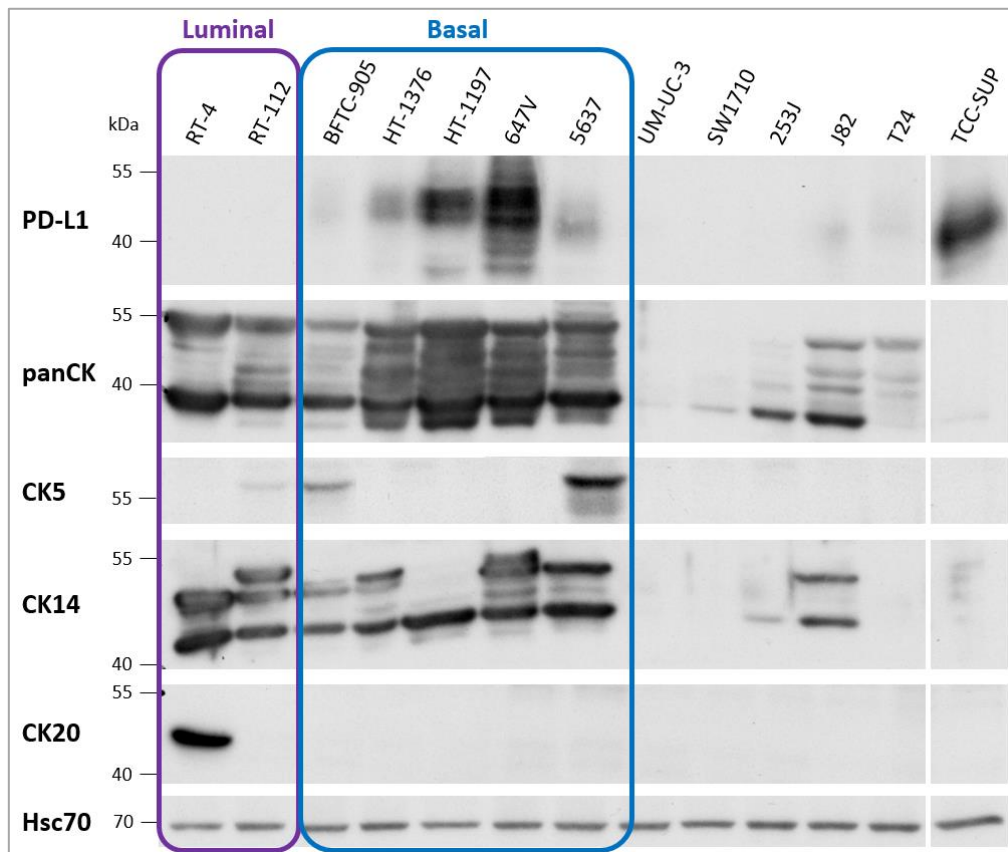 Luminal
Basal
kDa
RT-4
RT-112
BFTC-905
HT-1376
HT-1197
647V
5637
UM-UC-3
SW1710
253J
J82
T24
TCC-SUP
55
PD-L1
40
55
panCK
40
CK5
55
55
CK14
40
55
CK20
40
Hsc70
70